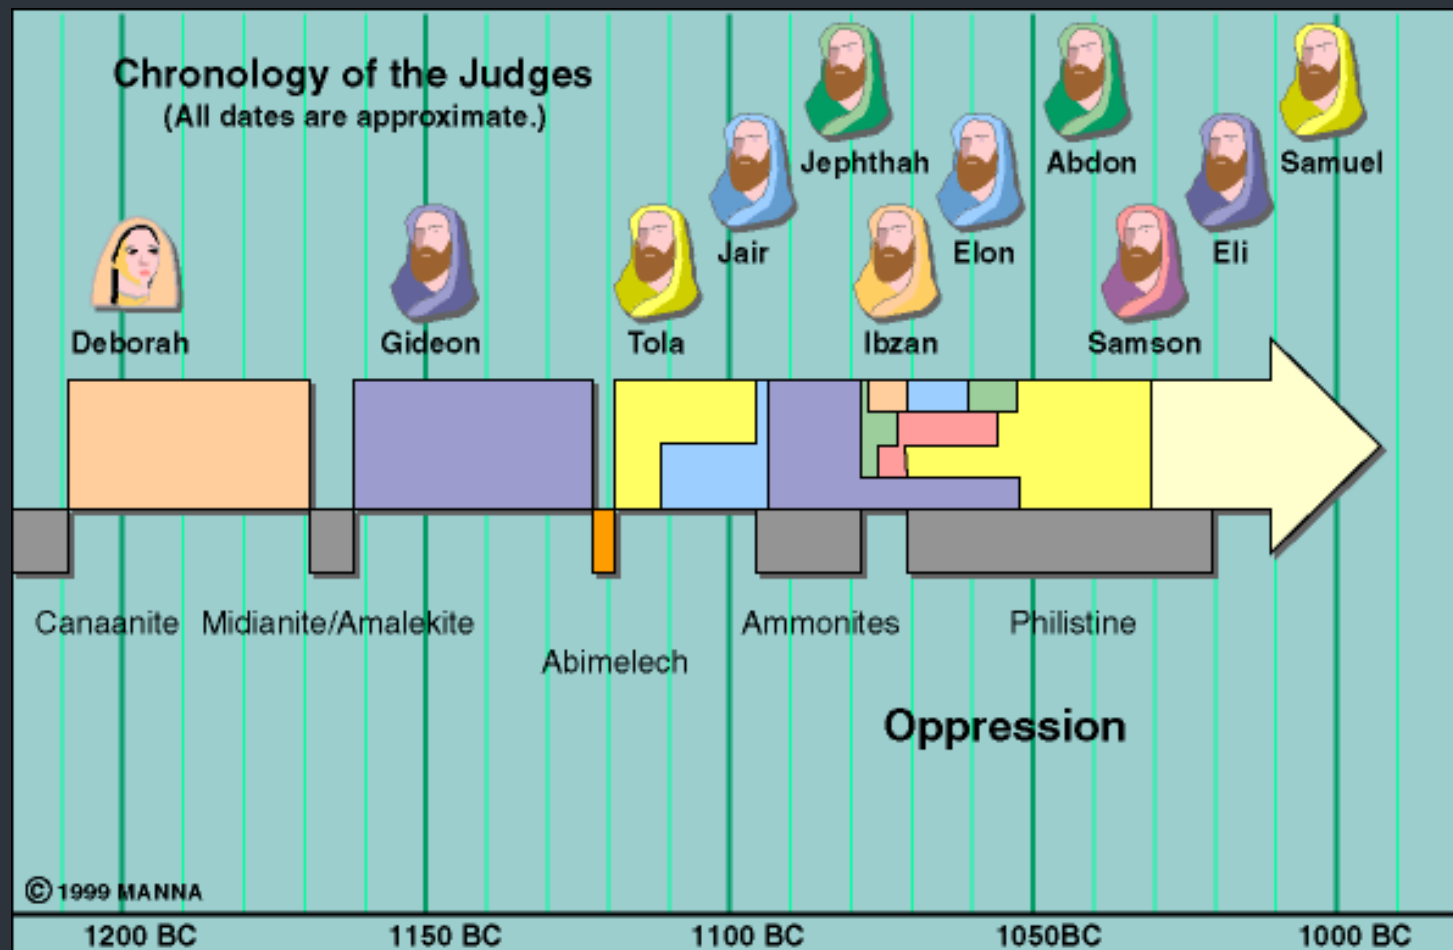 Chronology of the Judges
(All dates are approximate.)
Jephthah
Abdon
Samuel
Jair
Elon
Eli
Deborah
Gideon
Tola
Ibzan
Samson
Canaanite
Midianite/Amalekite
Ammonites
Philistine
Abimelech
Oppression
© 1999 MANNA
1200 BC
1150 BC
1100 BC
1050BC
1000 BC